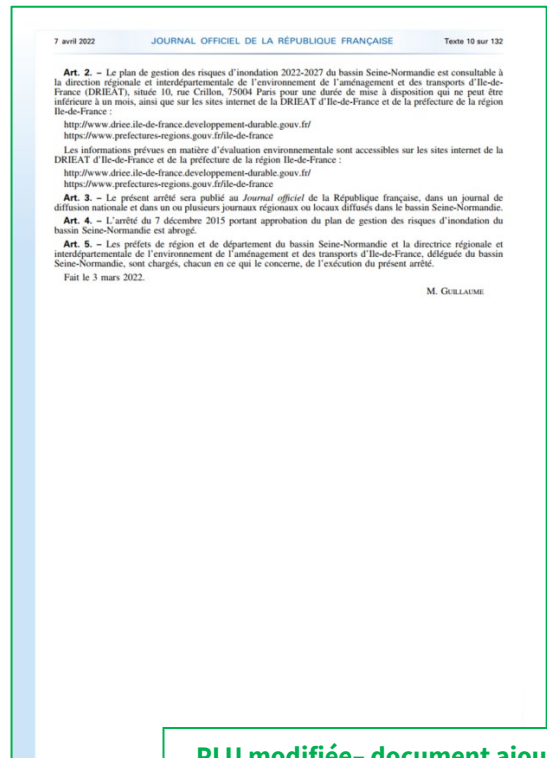 7 avril 2022 JOURNAL OFFICIEL DE LA RÉPUBLIQUE FRANÇAISE Texte 10 sur 132
Art. 2. – Le plan de gestion des risques d'inondation 2022-2027 du bassin Seine-Normandie est consultable à
la direction régionale et interdépartementale de l'environnement de l'aménagement et des transports d'Ile-de-
France (DRIEAT), située 10, rue Crillon, 75004 Paris pour une durée de mise à disposition qui ne peut être
inférieure à un mois, ainsi que sur les sites internet de la DRIEAT d'Ile-de-France et de la préfecture de la région
Ile-de-France :
http://www.driee.ile-de-france.developpement-durable.gouv.fr/
https://www.prefectures-regions.gouv.fr/ile-de-france
Les informations prévues en matière d'évaluation environnementale sont accessibles sur les sites internet de la
DRIEAT d'Ile-de-France et de la préfecture de la région Ile-de-France :
http://www.driee.ile-de-france.developpement-durable.gouv.fr/
https://www.prefectures-regions.gouv.fr/ile-de-france
Art. 3. – Le présent arrêté sera publié au Journal officiel de la République française, dans un journal de
diffusion nationale et dans un ou plusieurs journaux régionaux ou locaux diffusés dans le bassin Seine-Normandie.
Art. 4. – L'arrêté du 7 décembre 2015 portant approbation du plan de gestion des risques d'inondation du
bassin Seine-Normandie est abrogé.
Art. 5. – Les préfets de région et de département du bassin Seine-Normandie et la directrice régionale et
interdépartementale de l'environnement de l'aménagement et des transports d'Ile-de-France, déléguée du bassin
Seine-Normandie, sont chargés, chacun en ce qui le concerne, de l'exécution du présent arrêté.
Fait le 3 mars 2022.
M. GUILLAUME
PLU modifiée– document ajou